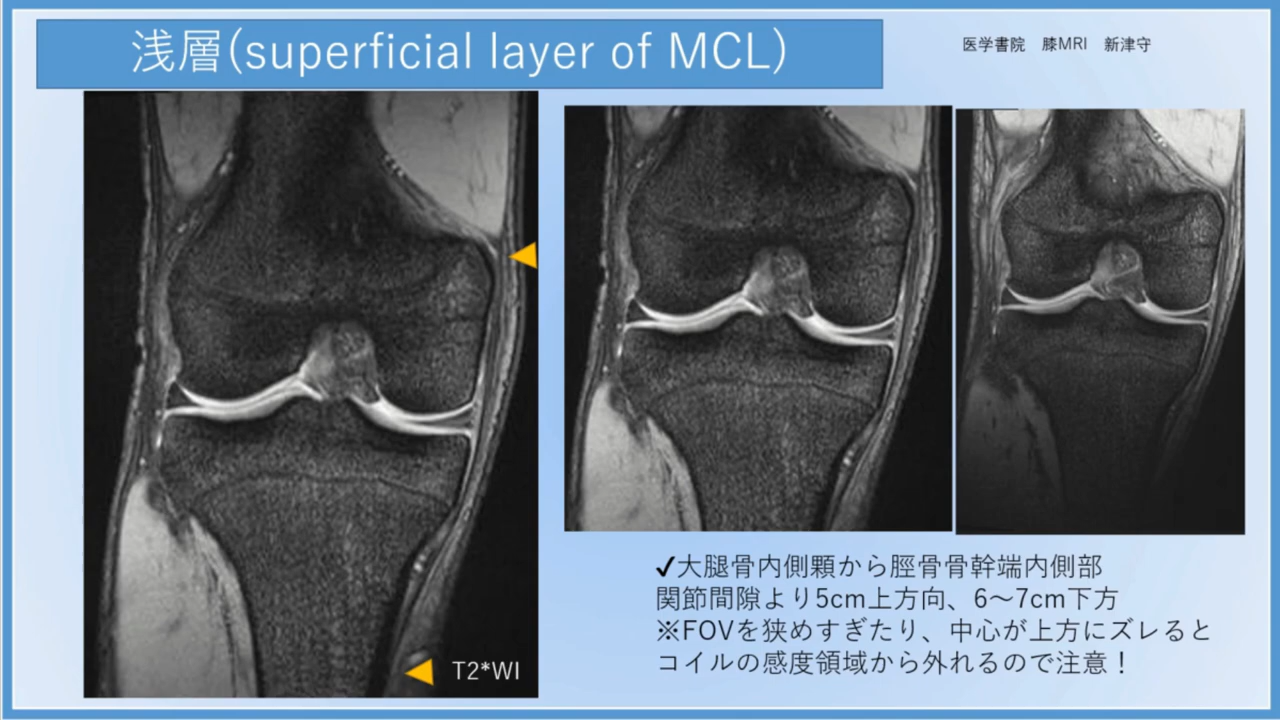 浅層(superficial layer of MCL)
医学書院　膝MRI　新津守
T2*WI
✓大腿骨内側顆から脛骨骨幹端内側部
関節間隙より5cm上方向、6～7cm下方
※FOVを狭めすぎたり、中心が上方にズレると
コイルの感度領域から外れるので注意！